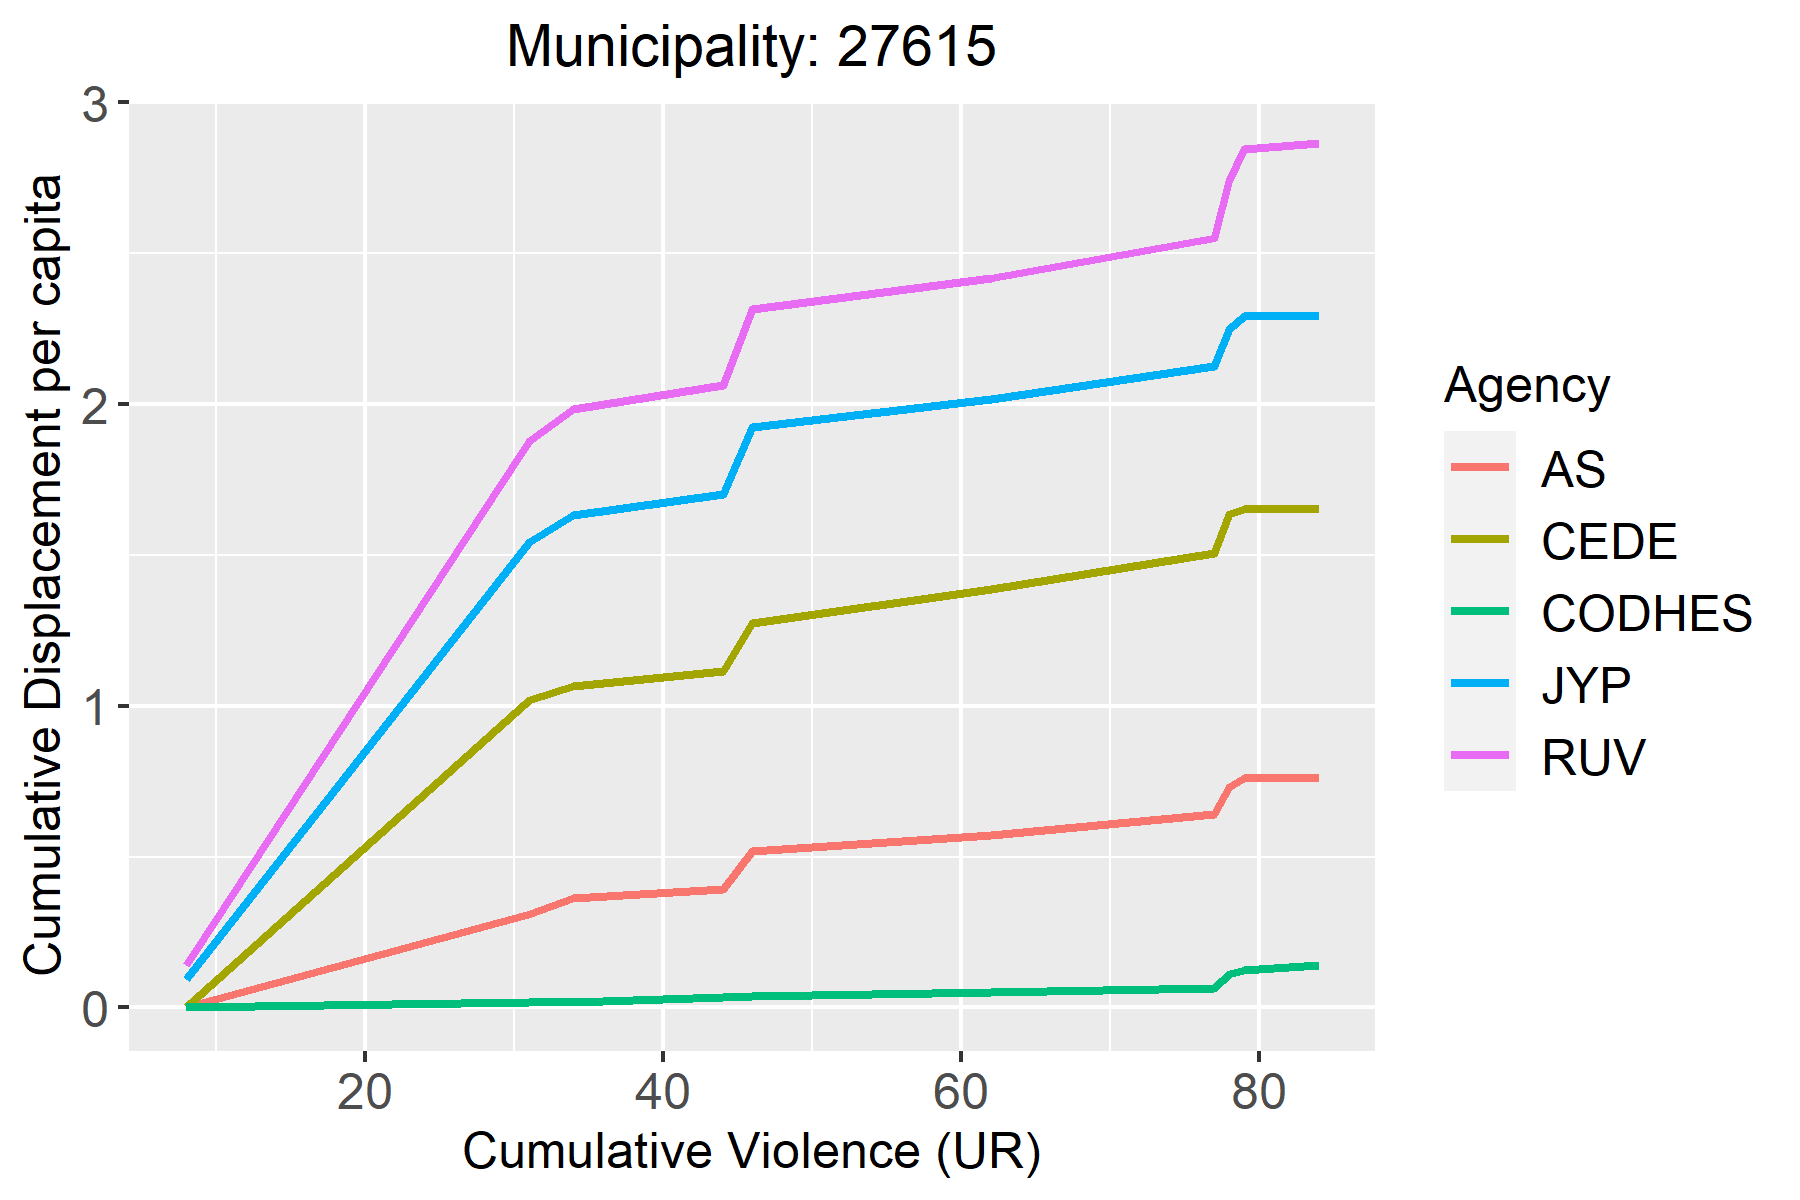 Municipality: 27615
3
2
1
0
Cumulative Displacement per capita
20 40 60 80
Cumulative Violence (UR)
Agency
AS
CEDE
CODHES
JYP
RUV